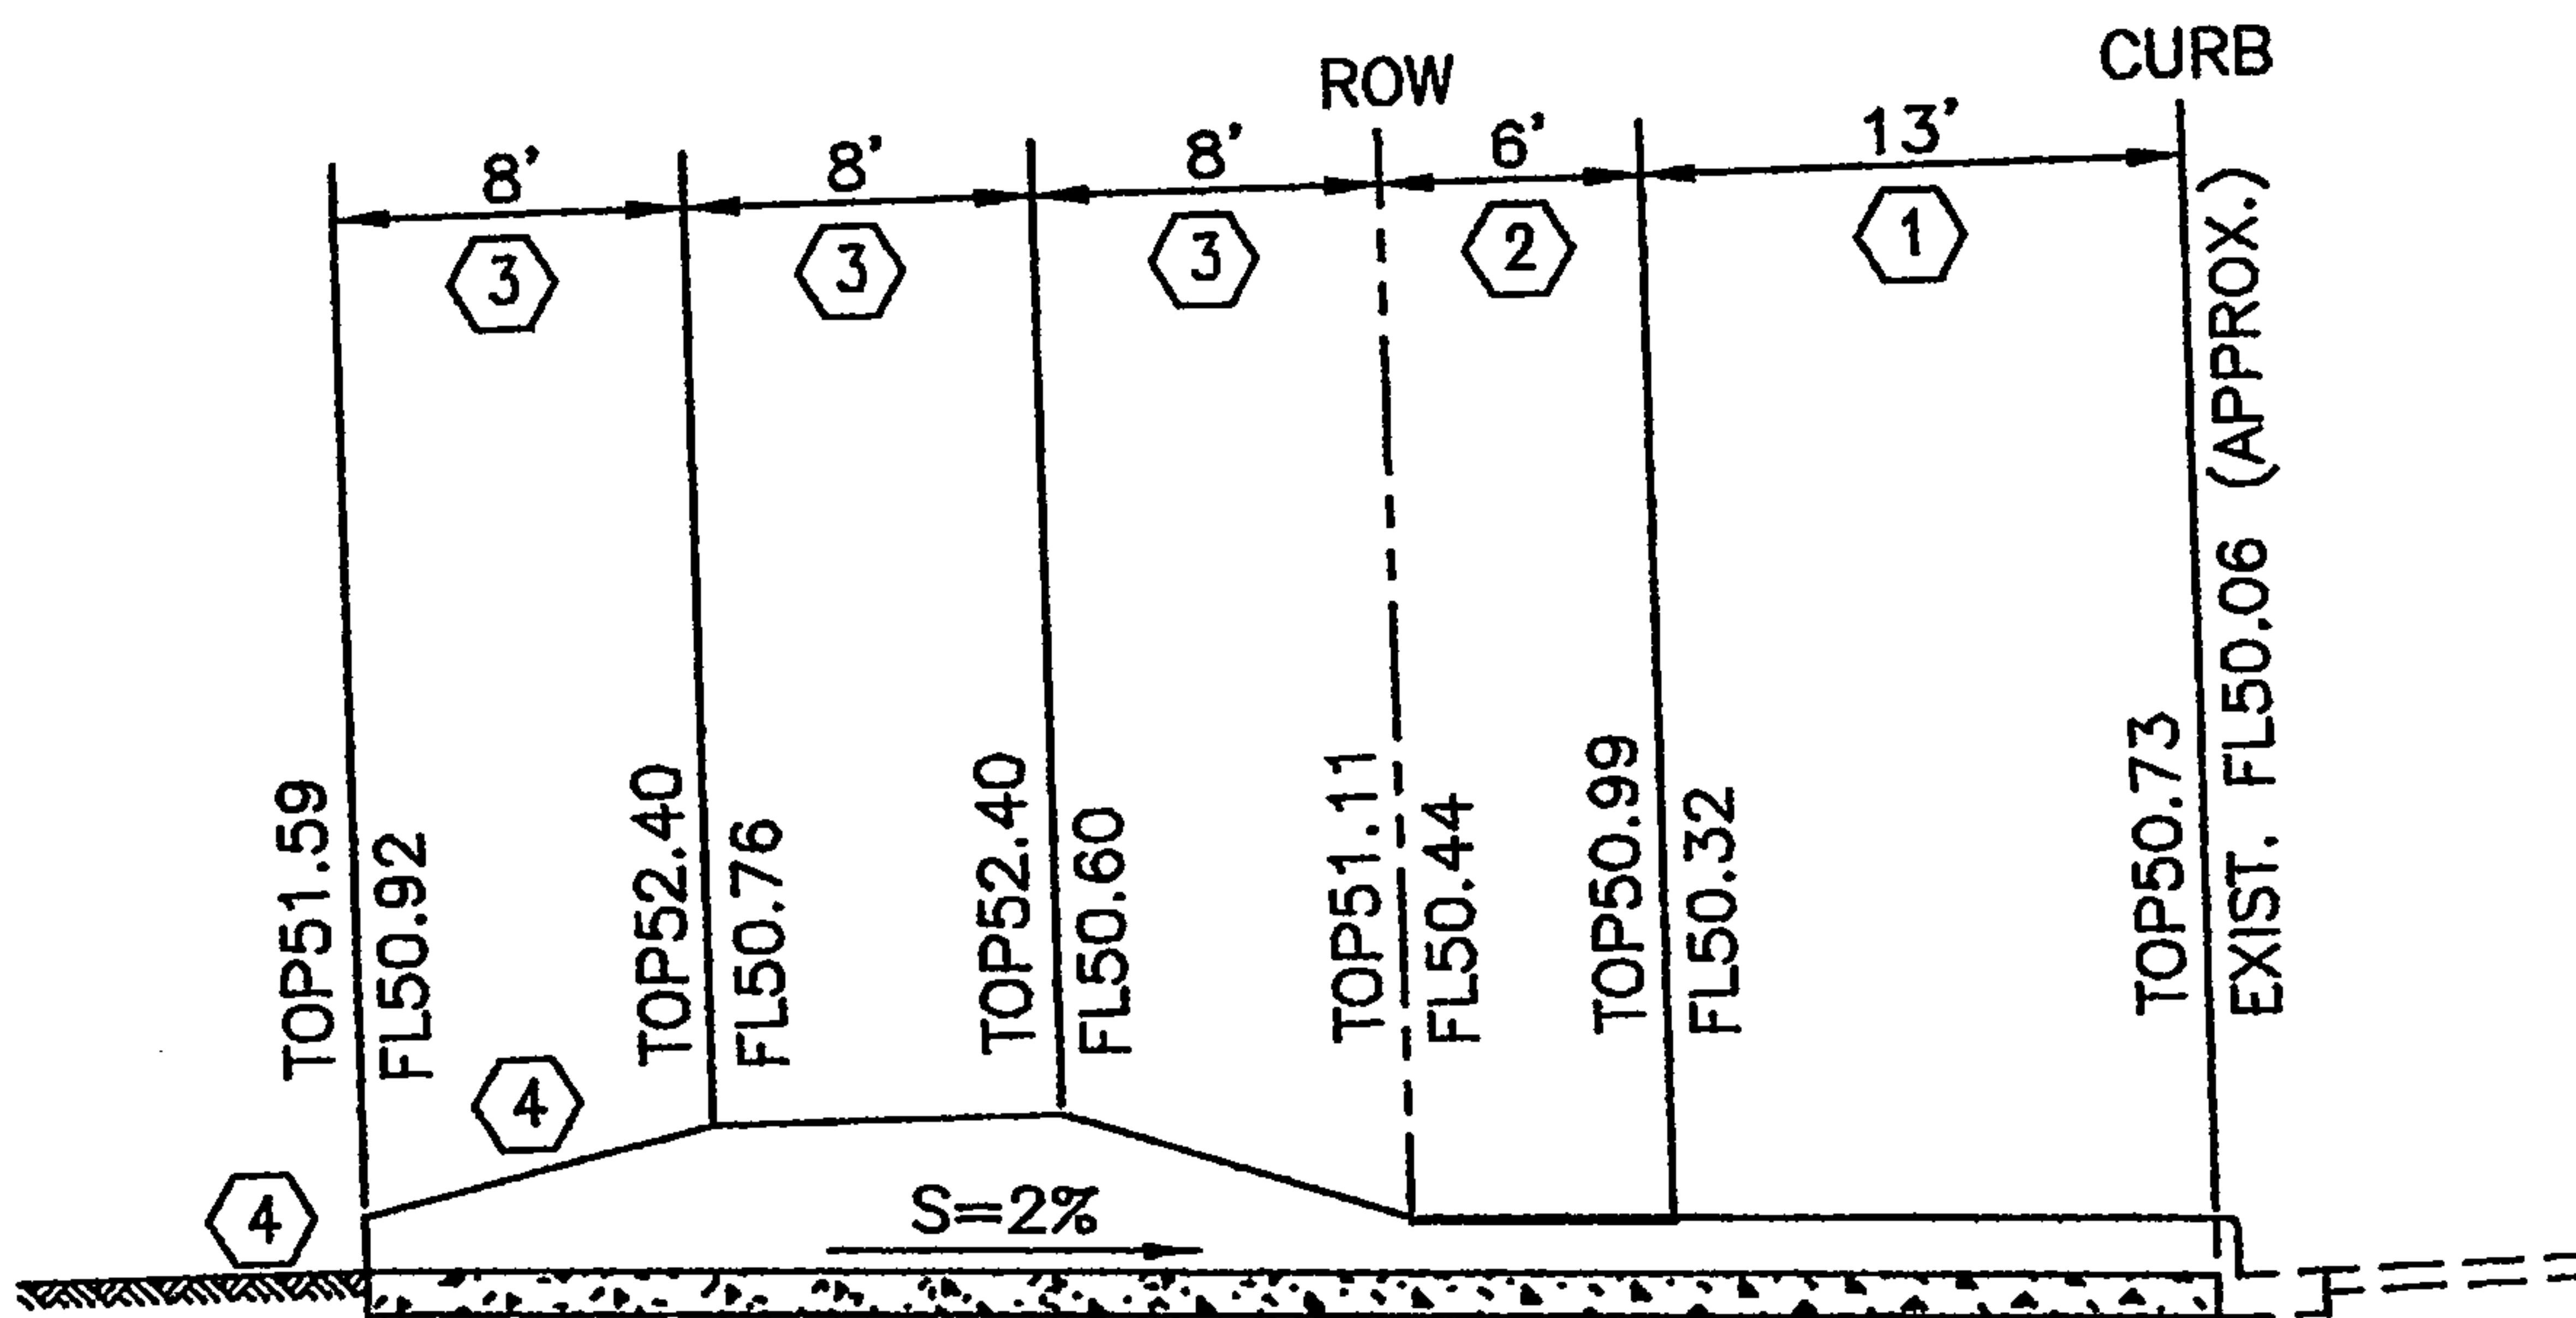 CURB
ROW
8' 8' 8' 6' 13'
3 3 3 2 1
TOP51.59
FL50.92
TOP52.40
FL50.76
TOP52.40
FL50.60
TOP51.11
FL50.44
TOP50.99
FL50.32
TOP50.73
EXIST. FL50.06 (APPROX.)
4
4
S=2%